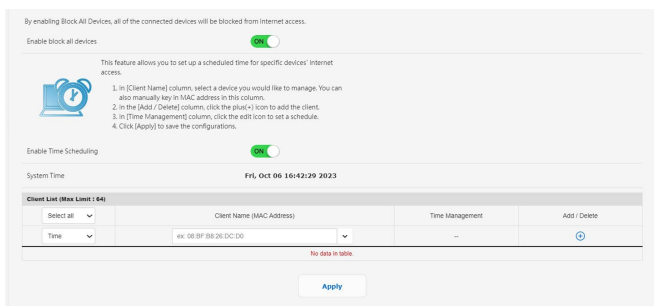 By enabling Block All Devices, all of the connected devices will be blocked from Internet access.
Enable block all devices
ON
This feature allows you to set up a scheduled time for specific devices' Internet
access.
1. In [Client Name] column, select a device you would like to manage. You can
also manually key in MAC address in this column.
2. In the [Add / Delete] column, click the plus(+) icon to add the client.
3. In [Time Management] column, click the edit icon to set a schedule.
4. Click [Apply] to save the configurations.
Enable Time Scheduling
ON
System Time
Fri, Oct 06 16:42:29 2023
Client List (Max Limit : 64)
Select all
Client Name (MAC Address)
Time Management
Add / Delete
Time
ex: 08:BF:B8:26:DC:D0
--
No data in table.
Apply